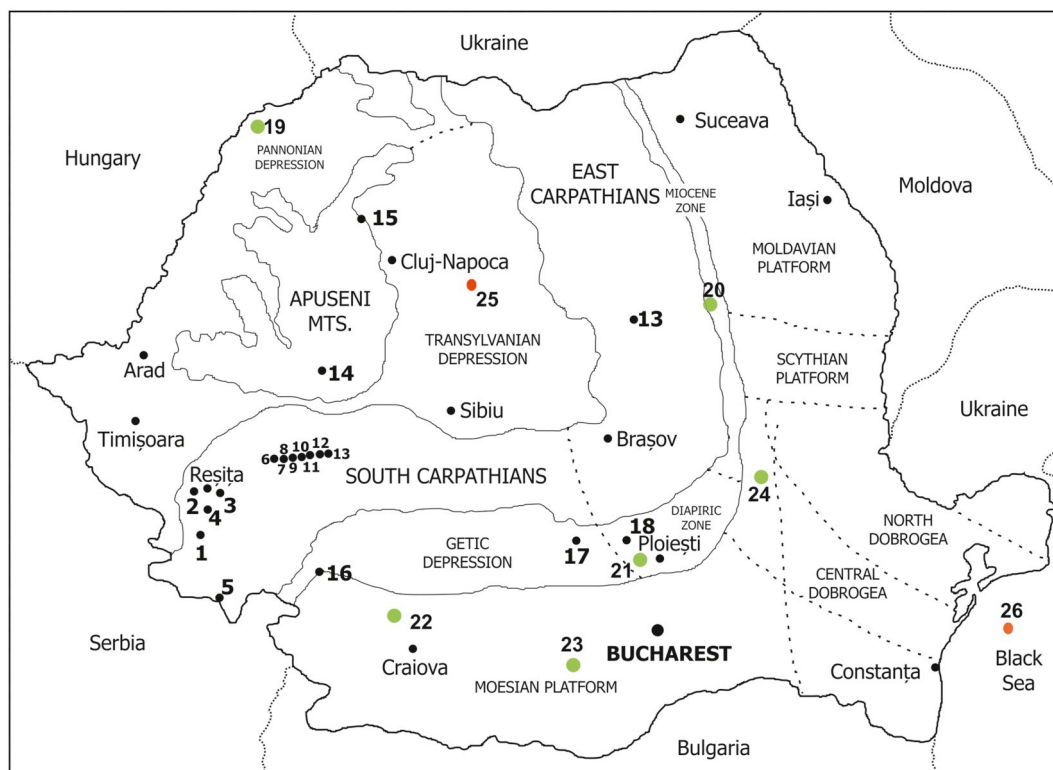 Ukraine
Suceava
19
Hungary
PANNONIAN
DEPRESSION
EAST
CARPATHIANS
MIOCENE
ZONE
Moldova
Iași
15
MOLDAVIAN
PLATFORM
Cluj-Napoca
25
20
APUSENI
MTS.
13
TRANSYLVANIAN
DEPRESSION
SCYTHIAN
PLATFORM
Arad
14
Sibiu
Ukraine
Timișoara
Brașov
6 7 8 9 10 11 12 13
Reșița
SOUTH CARPATHIANS
2
3
4
24
1
DIAPIRIC
ZONE
18
Ploiești
NORTH
DOBROGEA
GETIC
DEPRESSION
17
21
16
CENTRAL
DOBROGEA
5
26
22
Serbia
23
BUCHAREST
Craiova
Constanța
Black
Sea
MOESIAN PLATFORM
Bulgaria